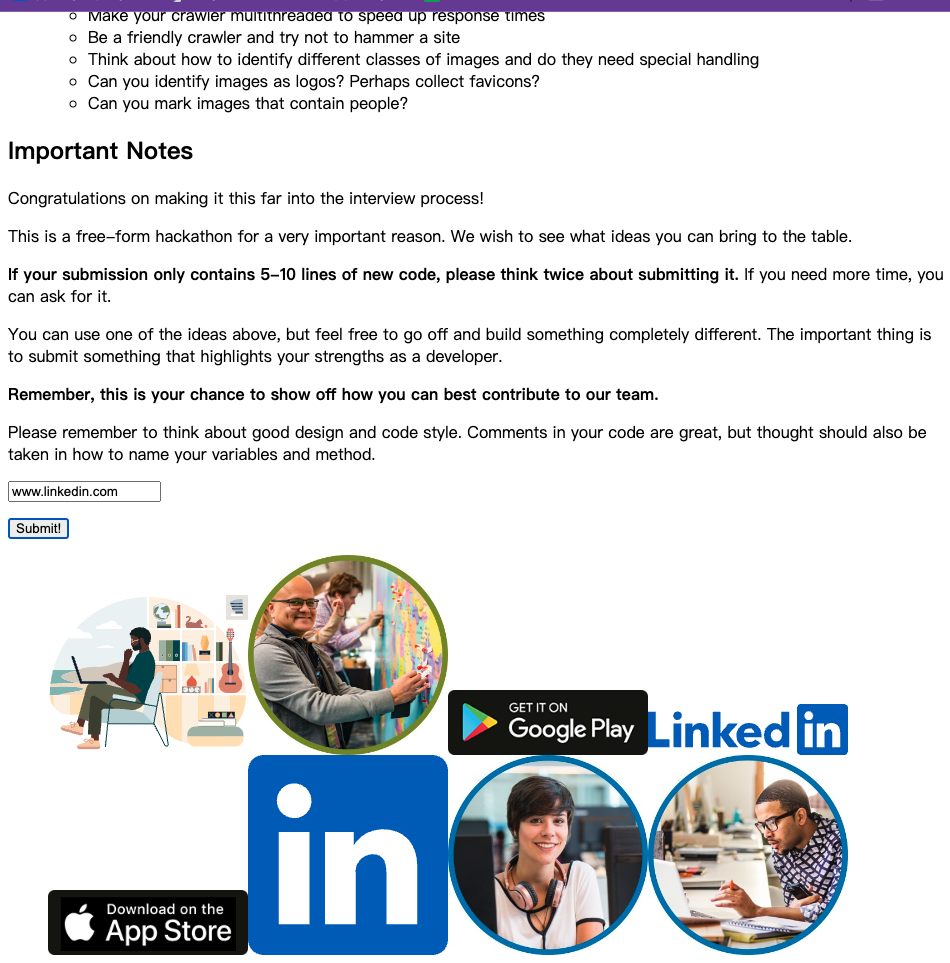 Make your crawler multithreaded to speed up response times
Be a friendly crawler and try not to hammer a site
Think about how to identify different classes of images and do they need special handling
Can you identify images as logos? Perhaps collect favicons?
Can you mark images that contain people?
Important Notes
Congratulations on making it this far into the interview process!
This is a free-form hackathon for a very important reason. We wish to see what ideas you can bring to the table.
If your submission only contains 5-10 lines of new code, please think twice about submitting it. If you need more time, you
can ask for it.
You can use one of the ideas above, but feel free to go off and build something completely different. The important thing is
to submit something that highlights your strengths as a developer.
Remember, this is your chance to show off how you can best contribute to our team.
Please remember to think about good design and code style. Comments in your code are great, but thought should also be
taken in how to name your variables and method.
www.linkedin.com
Submit!
GET IT ON
Google Play
Linked in
Download on the
App Store
in